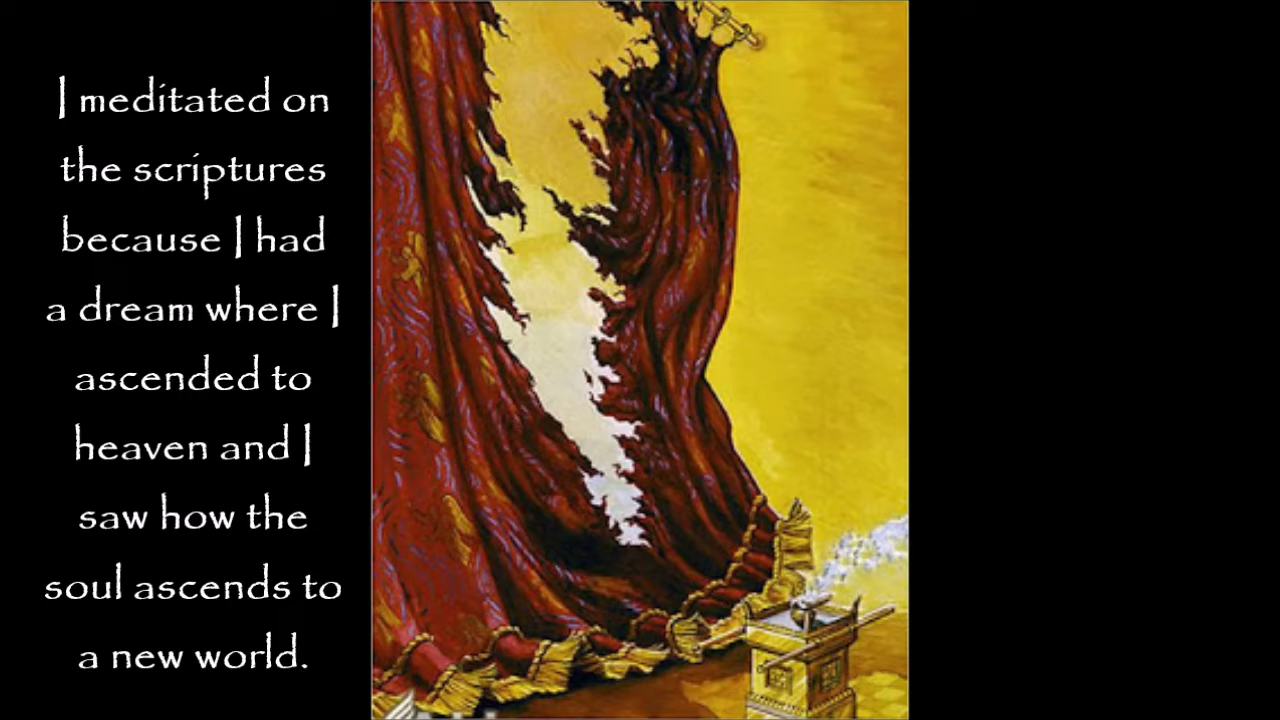 I meditated on
the scriptures
because I had
a dream where I
ascended to
heaven and I
saw how the
soul ascends to
a new world.